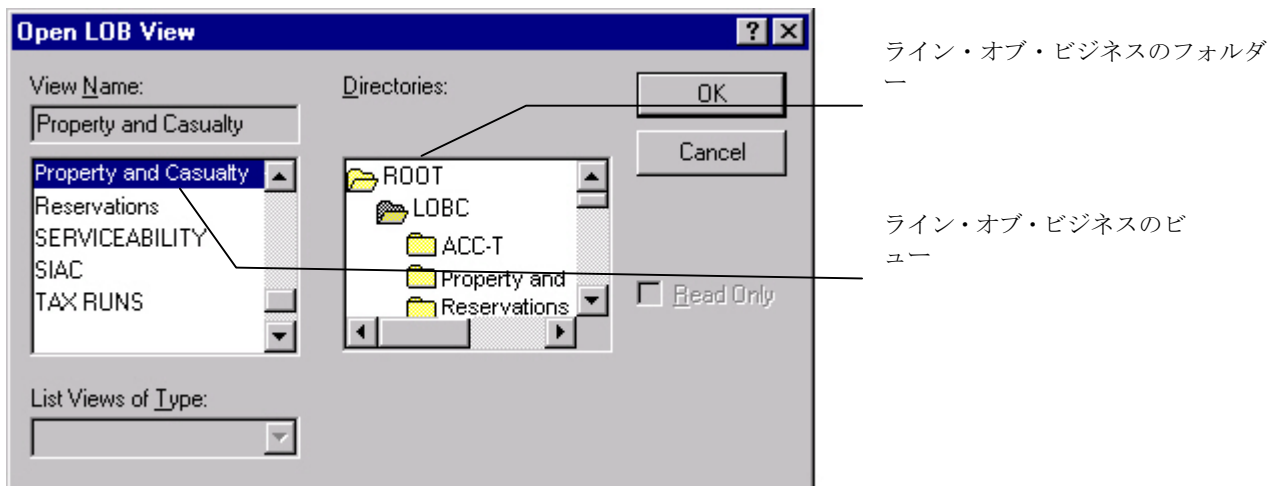 Open LOB View
View Name:
Property and Casualty
Property and Casualty
Reservations
SERVICEABILITY
SIAC
TAX RUNS
List Views of Type:
Directories:
ROOT
LOBC
ACC-T
Property and
Reservations
OK
Cancel
Read Only
ライン・オブ・ビジネスのフォルダ
ー
ライン・オブ・ビジネスのビ
ュー